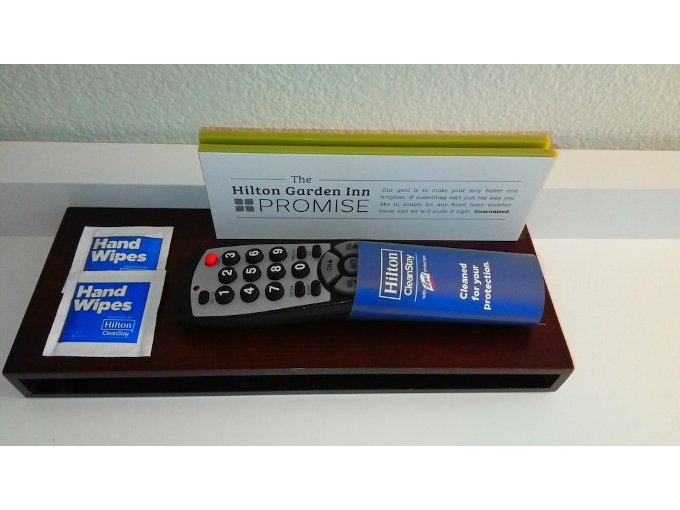 The
Hilton Garden Inn
PROMISE
Our goal is to make your stay better and
brighter. If something isn't just the way you
like it, simply let any hotel team member
know and we will make it right. Guaranteed.
Hand
Wipes
Hand
Wipes
Hilton
CleanStay
1 2 3
4 5 6
7 8 9
0
Hilton
CleanStay
Cleaned
for your
protection.